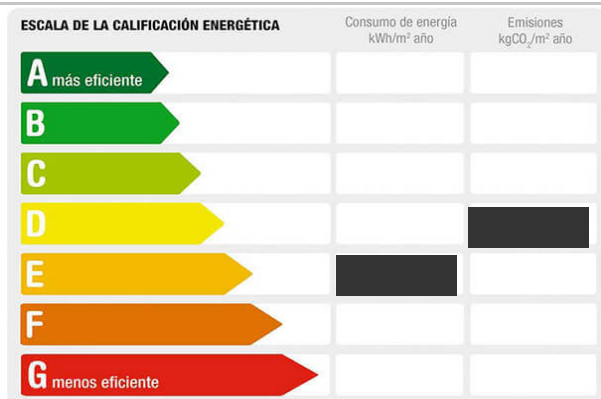 ESCALA DE LA CALIFICACIÓN ENERGÉTICA
Consumo de energía
kWh/m² año
Emisiones
kgCO₂/m² año
A más eficiente
B
C
D
E
F
G menos eficiente